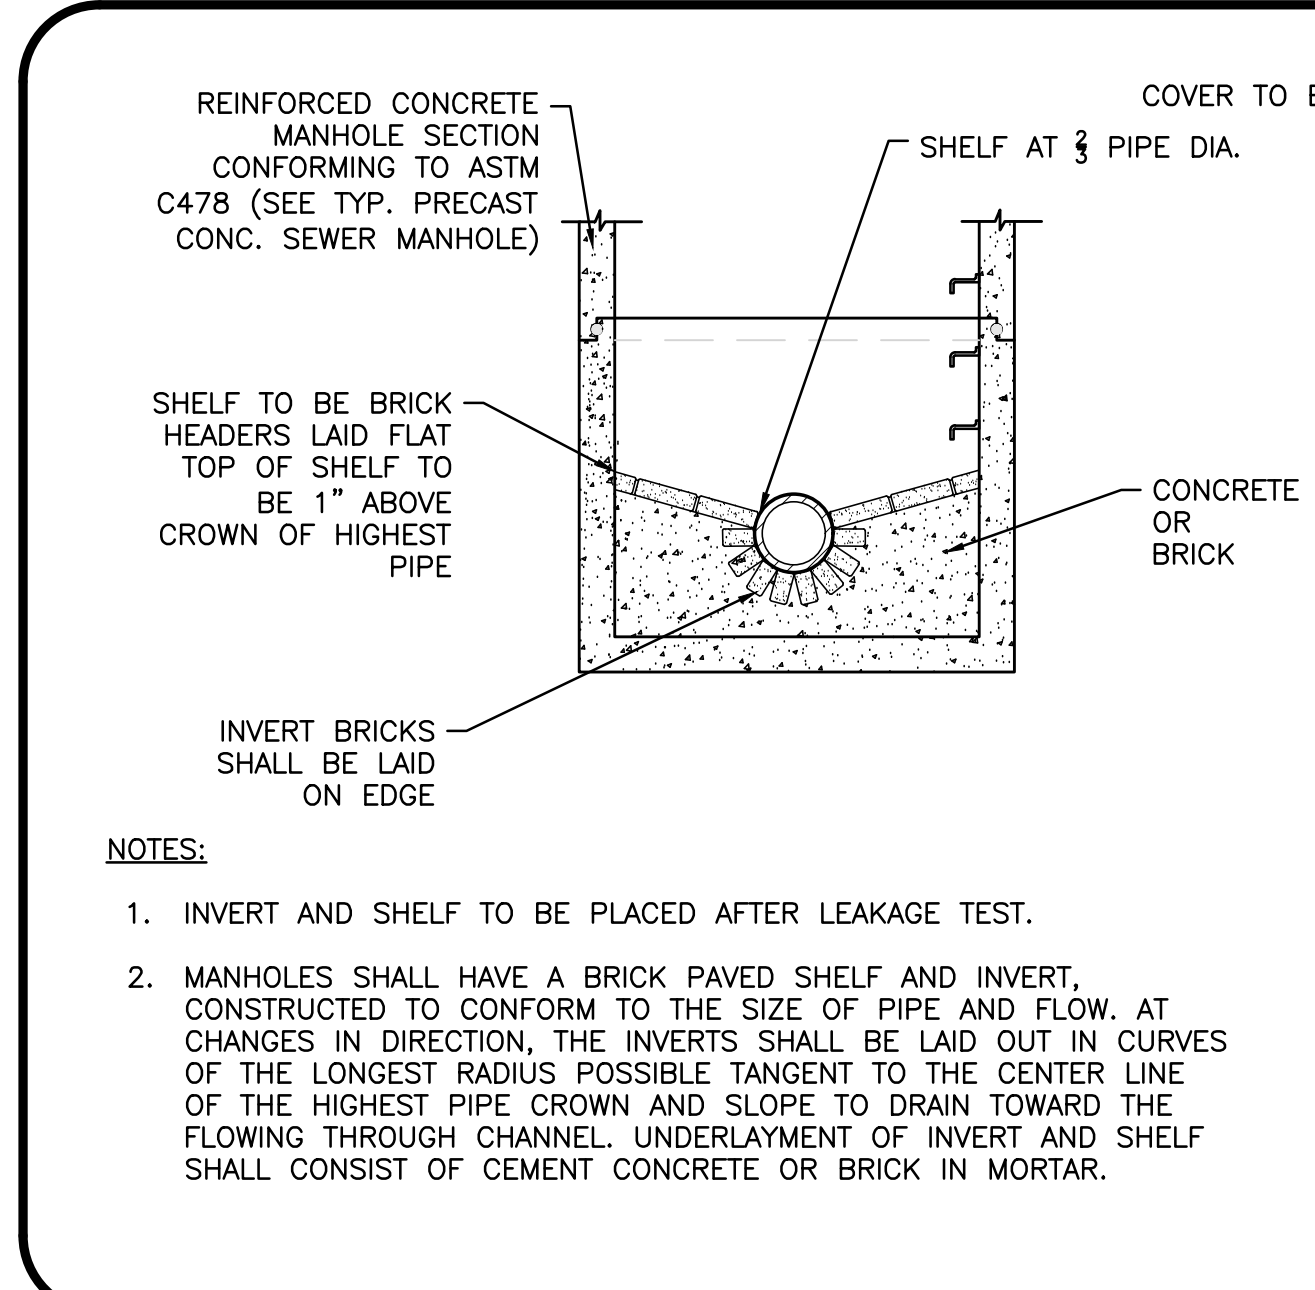 REINFORCED CONCRETE
MANHOLE SECTION
CONFORMING TO ASTM
C478 (SEE TYP. PRECAST
CONC. SEWER MANHOLE)
COVER TO
SHELF AT 2/3 PIPE DIA.
SHELF TO BE BRICK
HEADERS LAID FLAT
TOP OF SHELF TO
BE 1" ABOVE
CROWN OF HIGHEST
PIPE
CONCRETE
OR
BRICK
INVERT BRICKS
SHALL BE LAID
ON EDGE
NOTES:
1. INVERT AND SHELF TO BE PLACED AFTER LEAKAGE TEST.
2. MANHOLES SHALL HAVE A BRICK PAVED SHELF AND INVERT,
CONSTRUCTED TO CONFORM TO THE SIZE OF PIPE AND FLOW. AT
CHANGES IN DIRECTION, THE INVERTS SHALL BE LAID OUT IN CURVES
OF THE LONGEST RADIUS POSSIBLE TANGENT TO THE CENTER LINE
OF THE HIGHEST PIPE CROWN AND SLOPE TO DRAIN TOWARD THE
FLOWING THROUGH CHANNEL. UNDERLAYMENT OF INVERT AND SHELF
SHALL CONSIST OF CEMENT CONCRETE OR BRICK IN MORTAR.